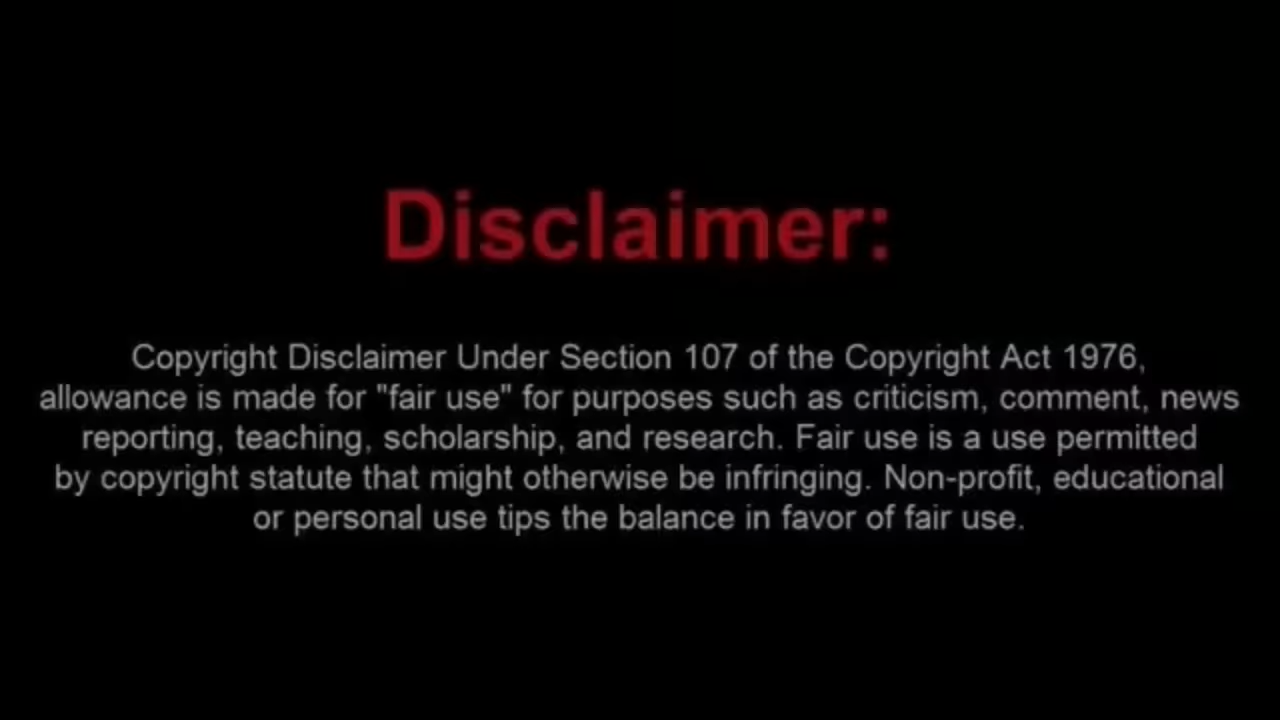 Disclaimer:
Copyright Disclaimer Under Section 107 of the Copyright Act 1976,
allowance is made for "fair use" for purposes such as criticism, comment, news
reporting, teaching, scholarship, and research. Fair use is a use permitted
by copyright statute that might otherwise be infringing. Non-profit, educational
or personal use tips the balance in favor of fair use.